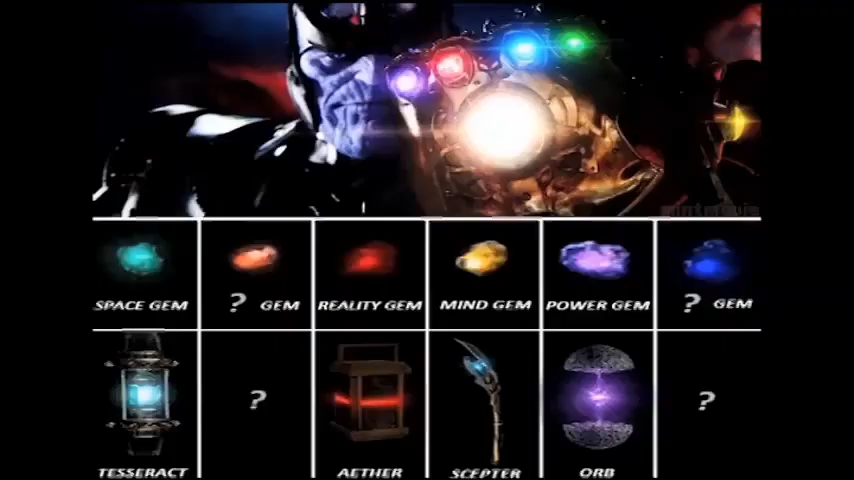 SPACE GEM
? GEM
REALITY GEM
MIND GEM
POWER GEM
? GEM
TESSERACT
?
AETHER
SCEPTER
ORB
?